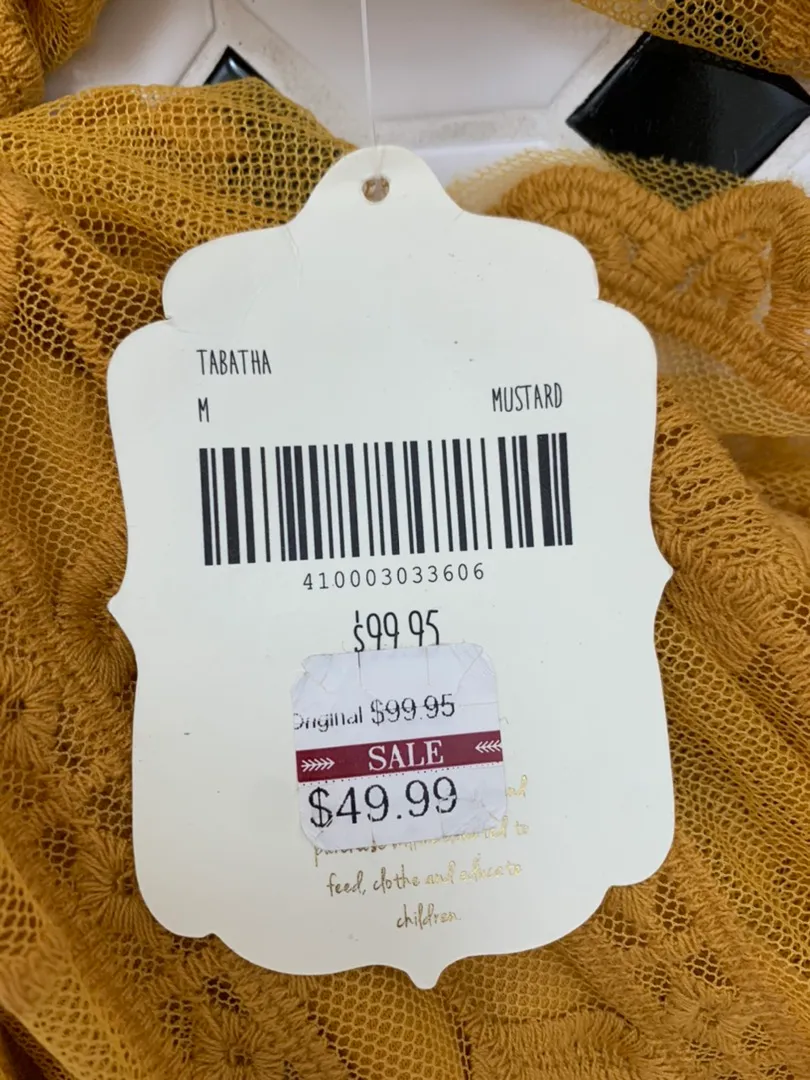 TABATHA
M MUSTARD
410003033606
$99.95
Original $99.95
SALE
$49.99
feed, clothe and educate
children.